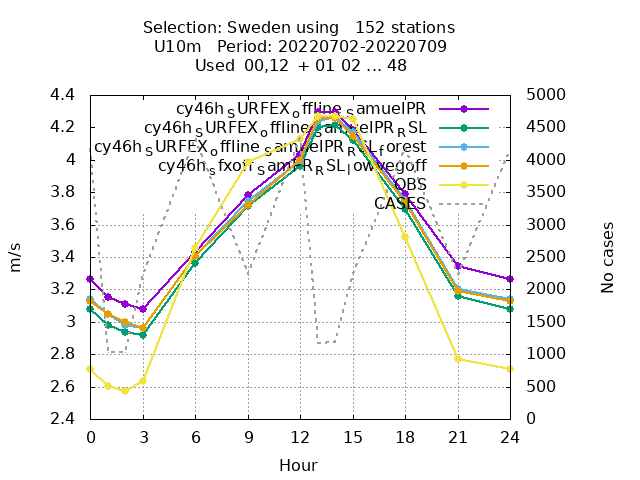 Selection: Sweden using   152 stations
U10m   Period: 20220702-20220709
Used  00,12  + 01 02 ... 48
4.4
4.2
4
3.8
3.6
3.4
3.2
3
2.8
2.6
2.4
m/s
cy46h_SURFEX_offline_SamuelPR
cy46h_SURFEX_offline_SamuelPR_RSL
cy46h_SURFEX_offline_SamuelPR_RSL_forest
OBS
CASES
5000
4500
4000
3500
3000
2500
2000
1500
1000
500
0
No cases
0 3 6 9 12 15 18 21 24
Hour